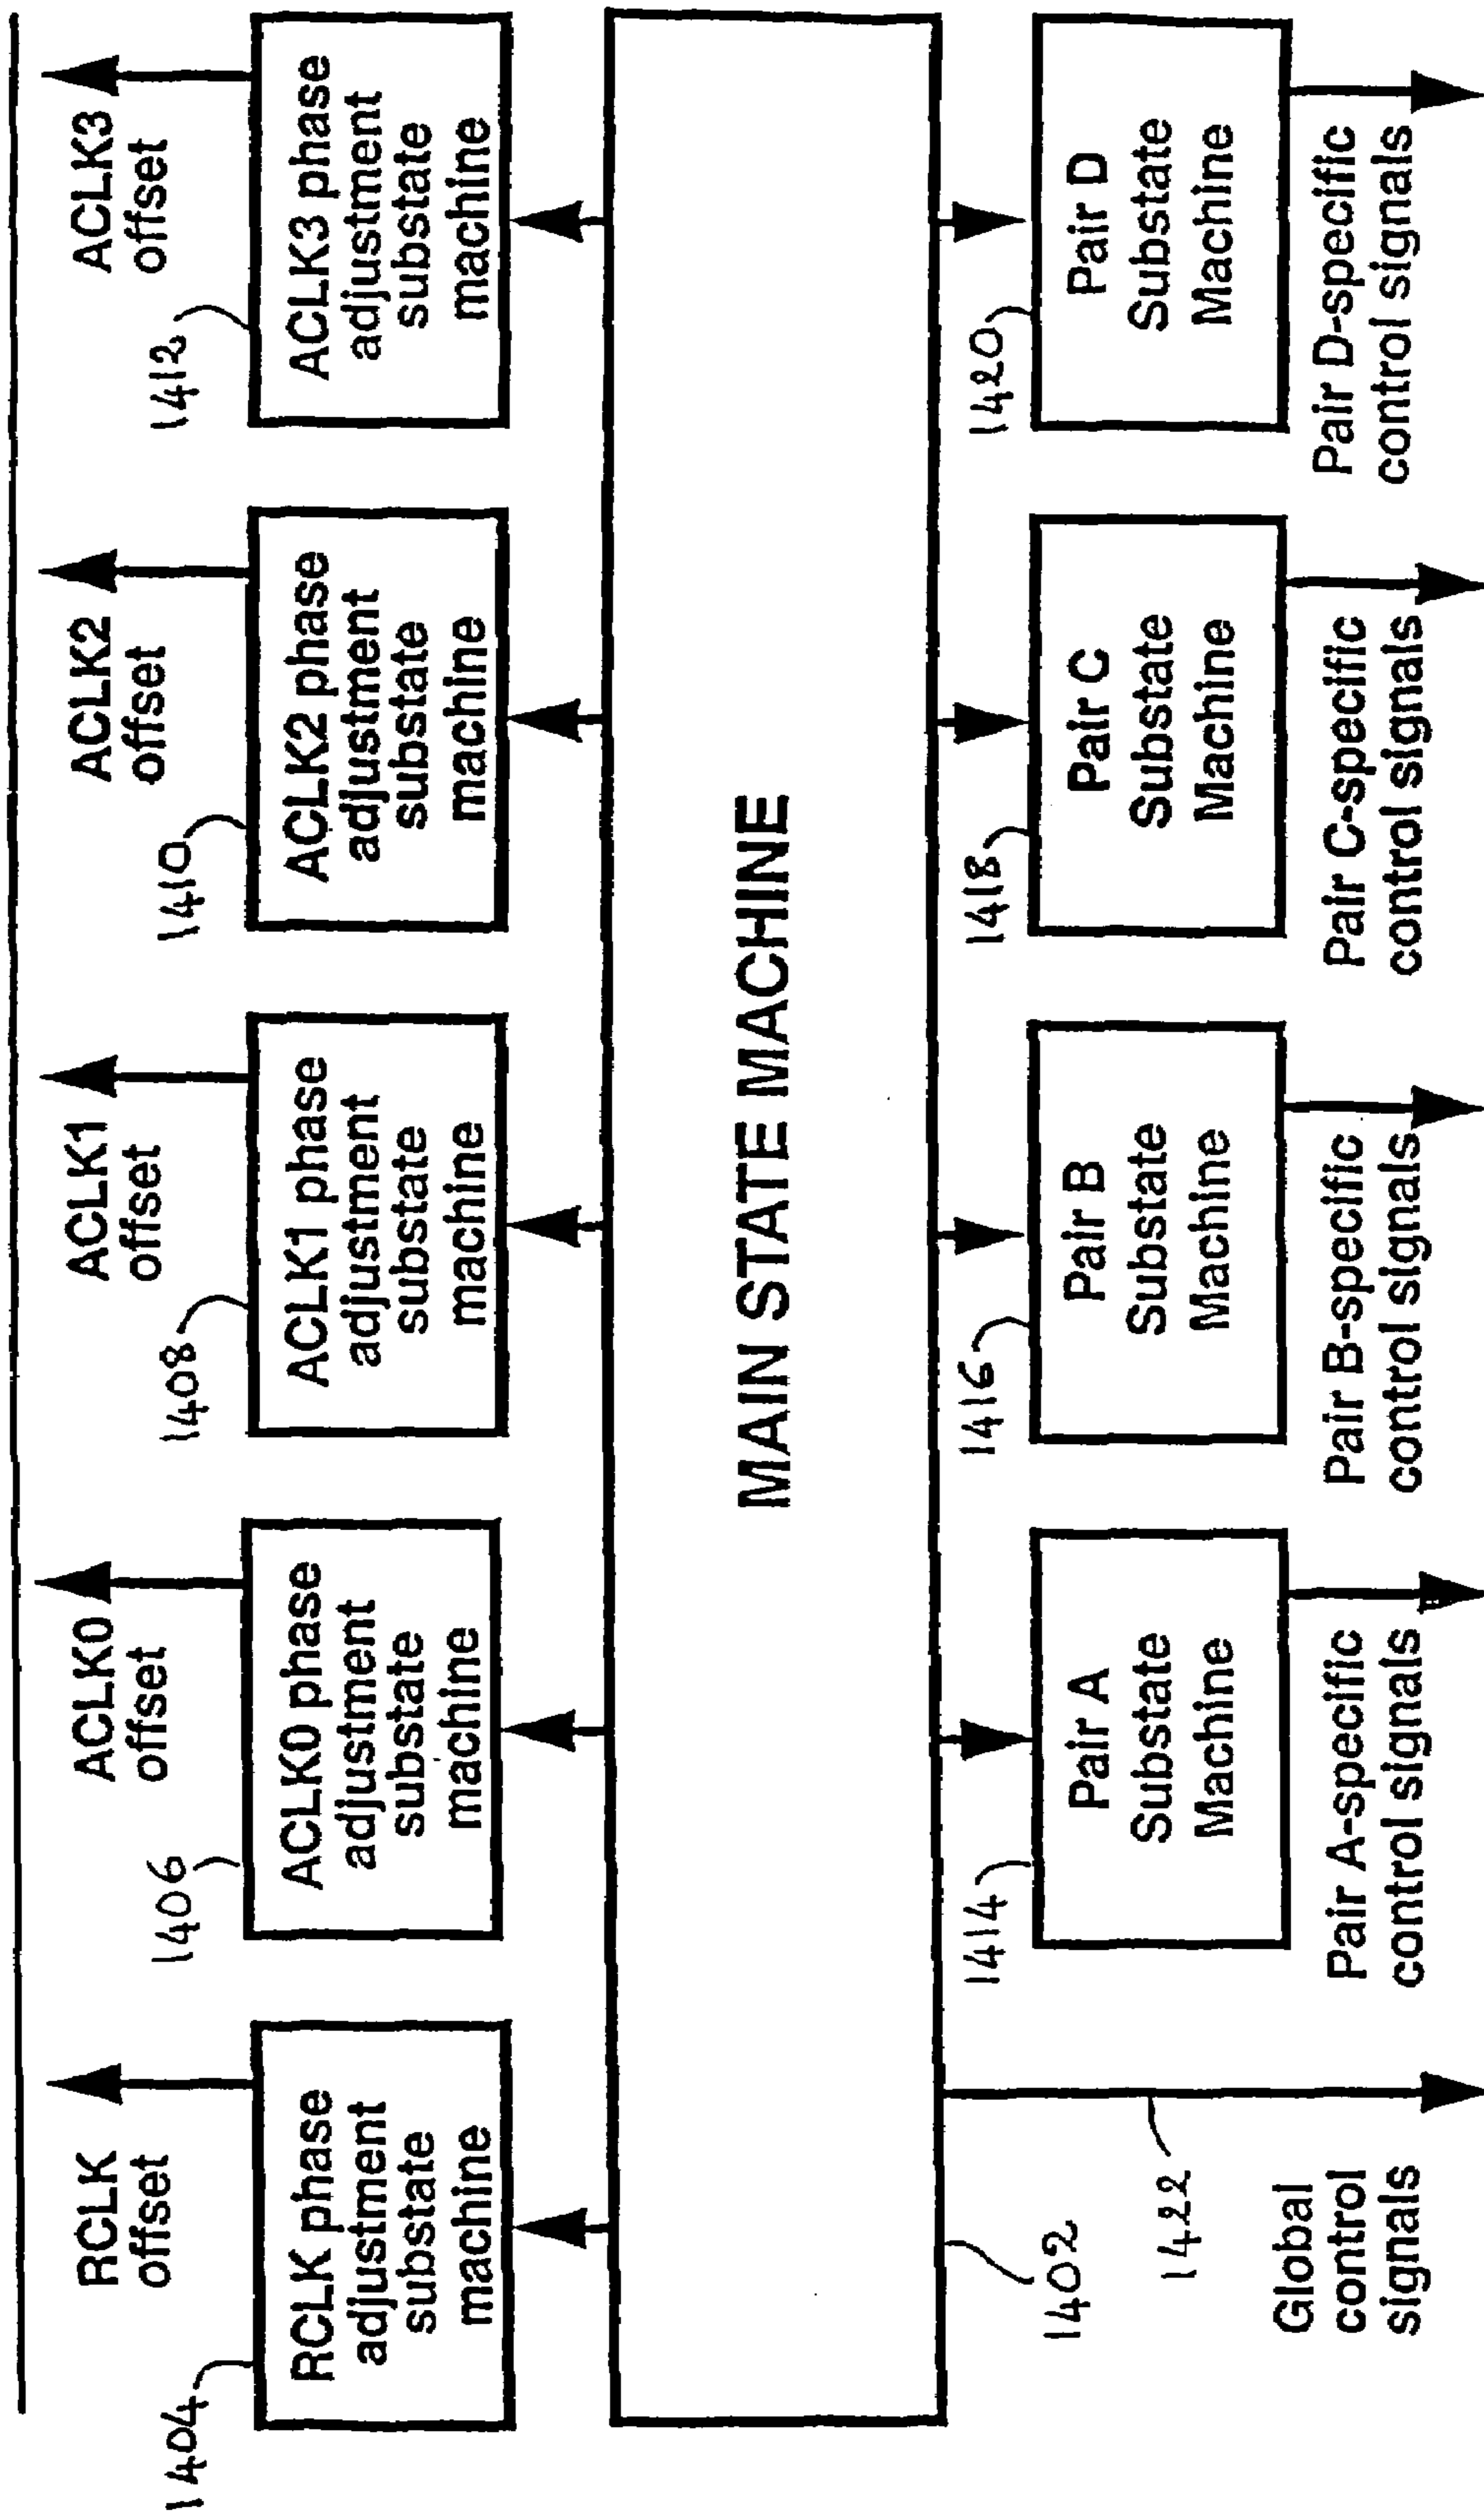 RCLK
offset
ACLK0
offset
ACLK1
offset
ACLK2
offset
ACLK3
offset
1404
1406
1408
1410
1412
RCLK phase
adjustment
substate
machine
ACLK0 phase
adjustment
substate
machine
ACLK1 phase
adjustment
substate
machine
ACLK2 phase
adjustment
substate
machine
ACLK3 phase
adjustment
substate
machine
MAIN STATE MACHINE
1402
1422
Global
control
signals
1414
Pair A
Substate
Machine
Pair A-specific
control signals
1416
Pair B
Substate
Machine
Pair B-specific
control signals
1418
Pair C
Substate
Machine
Pair C-specific
control signals
1420
Pair D
Substate
Machine
Pair D-specific
control signals